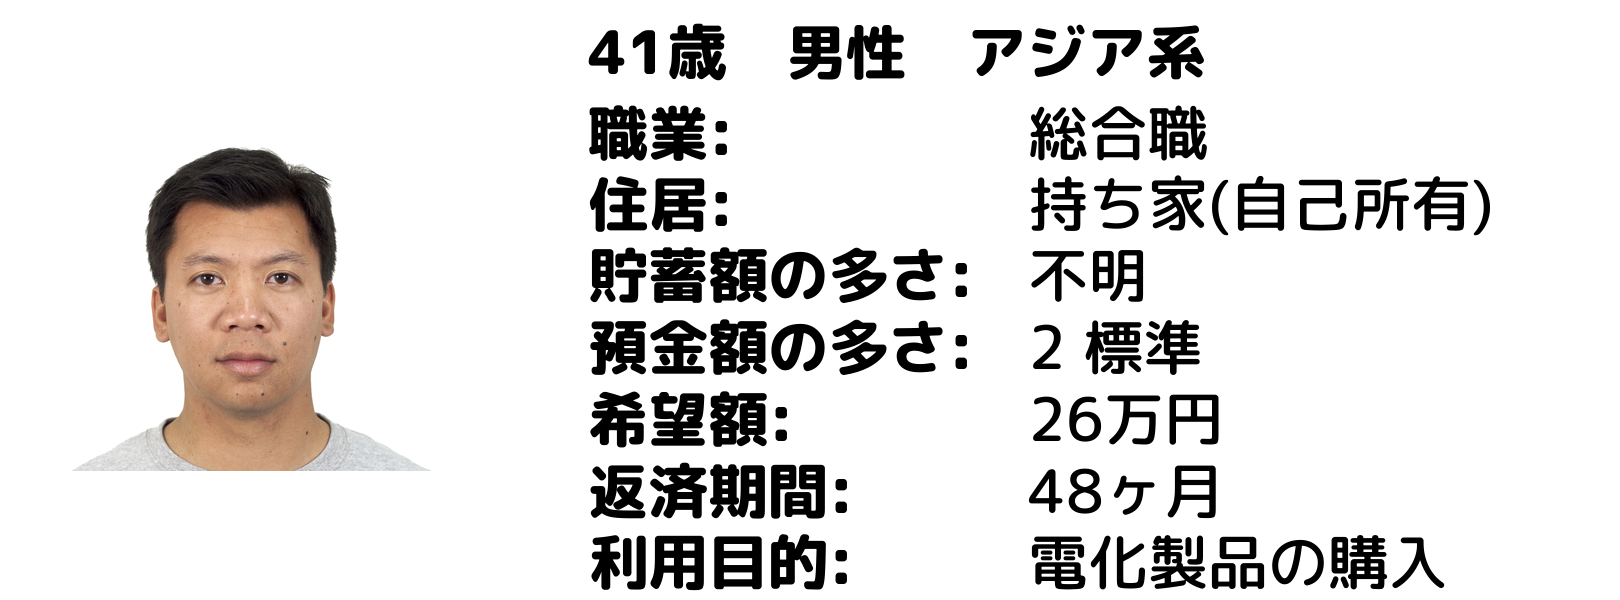 41歳　男性　アジア系
職業: 総合職
住居: 持ち家(自己所有)
貯蓄額の多さ: 不明
預金額の多さ: 2 標準
希望額: 26万円
返済期間: 48ヶ月
利用目的: 電化製品の購入